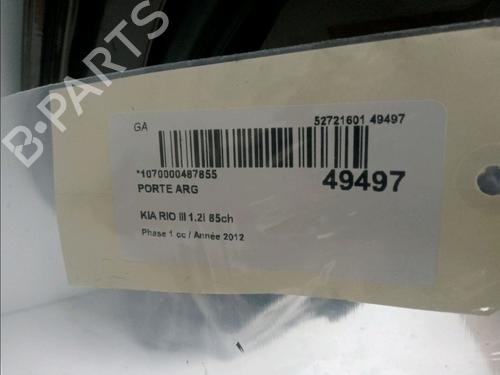 B-PARTS
GA
52721601 49497
*1070000487855
49497
PORTE ARG
KIA RIO III 1.2i 85ch
Phase 1 cc / Année 2012